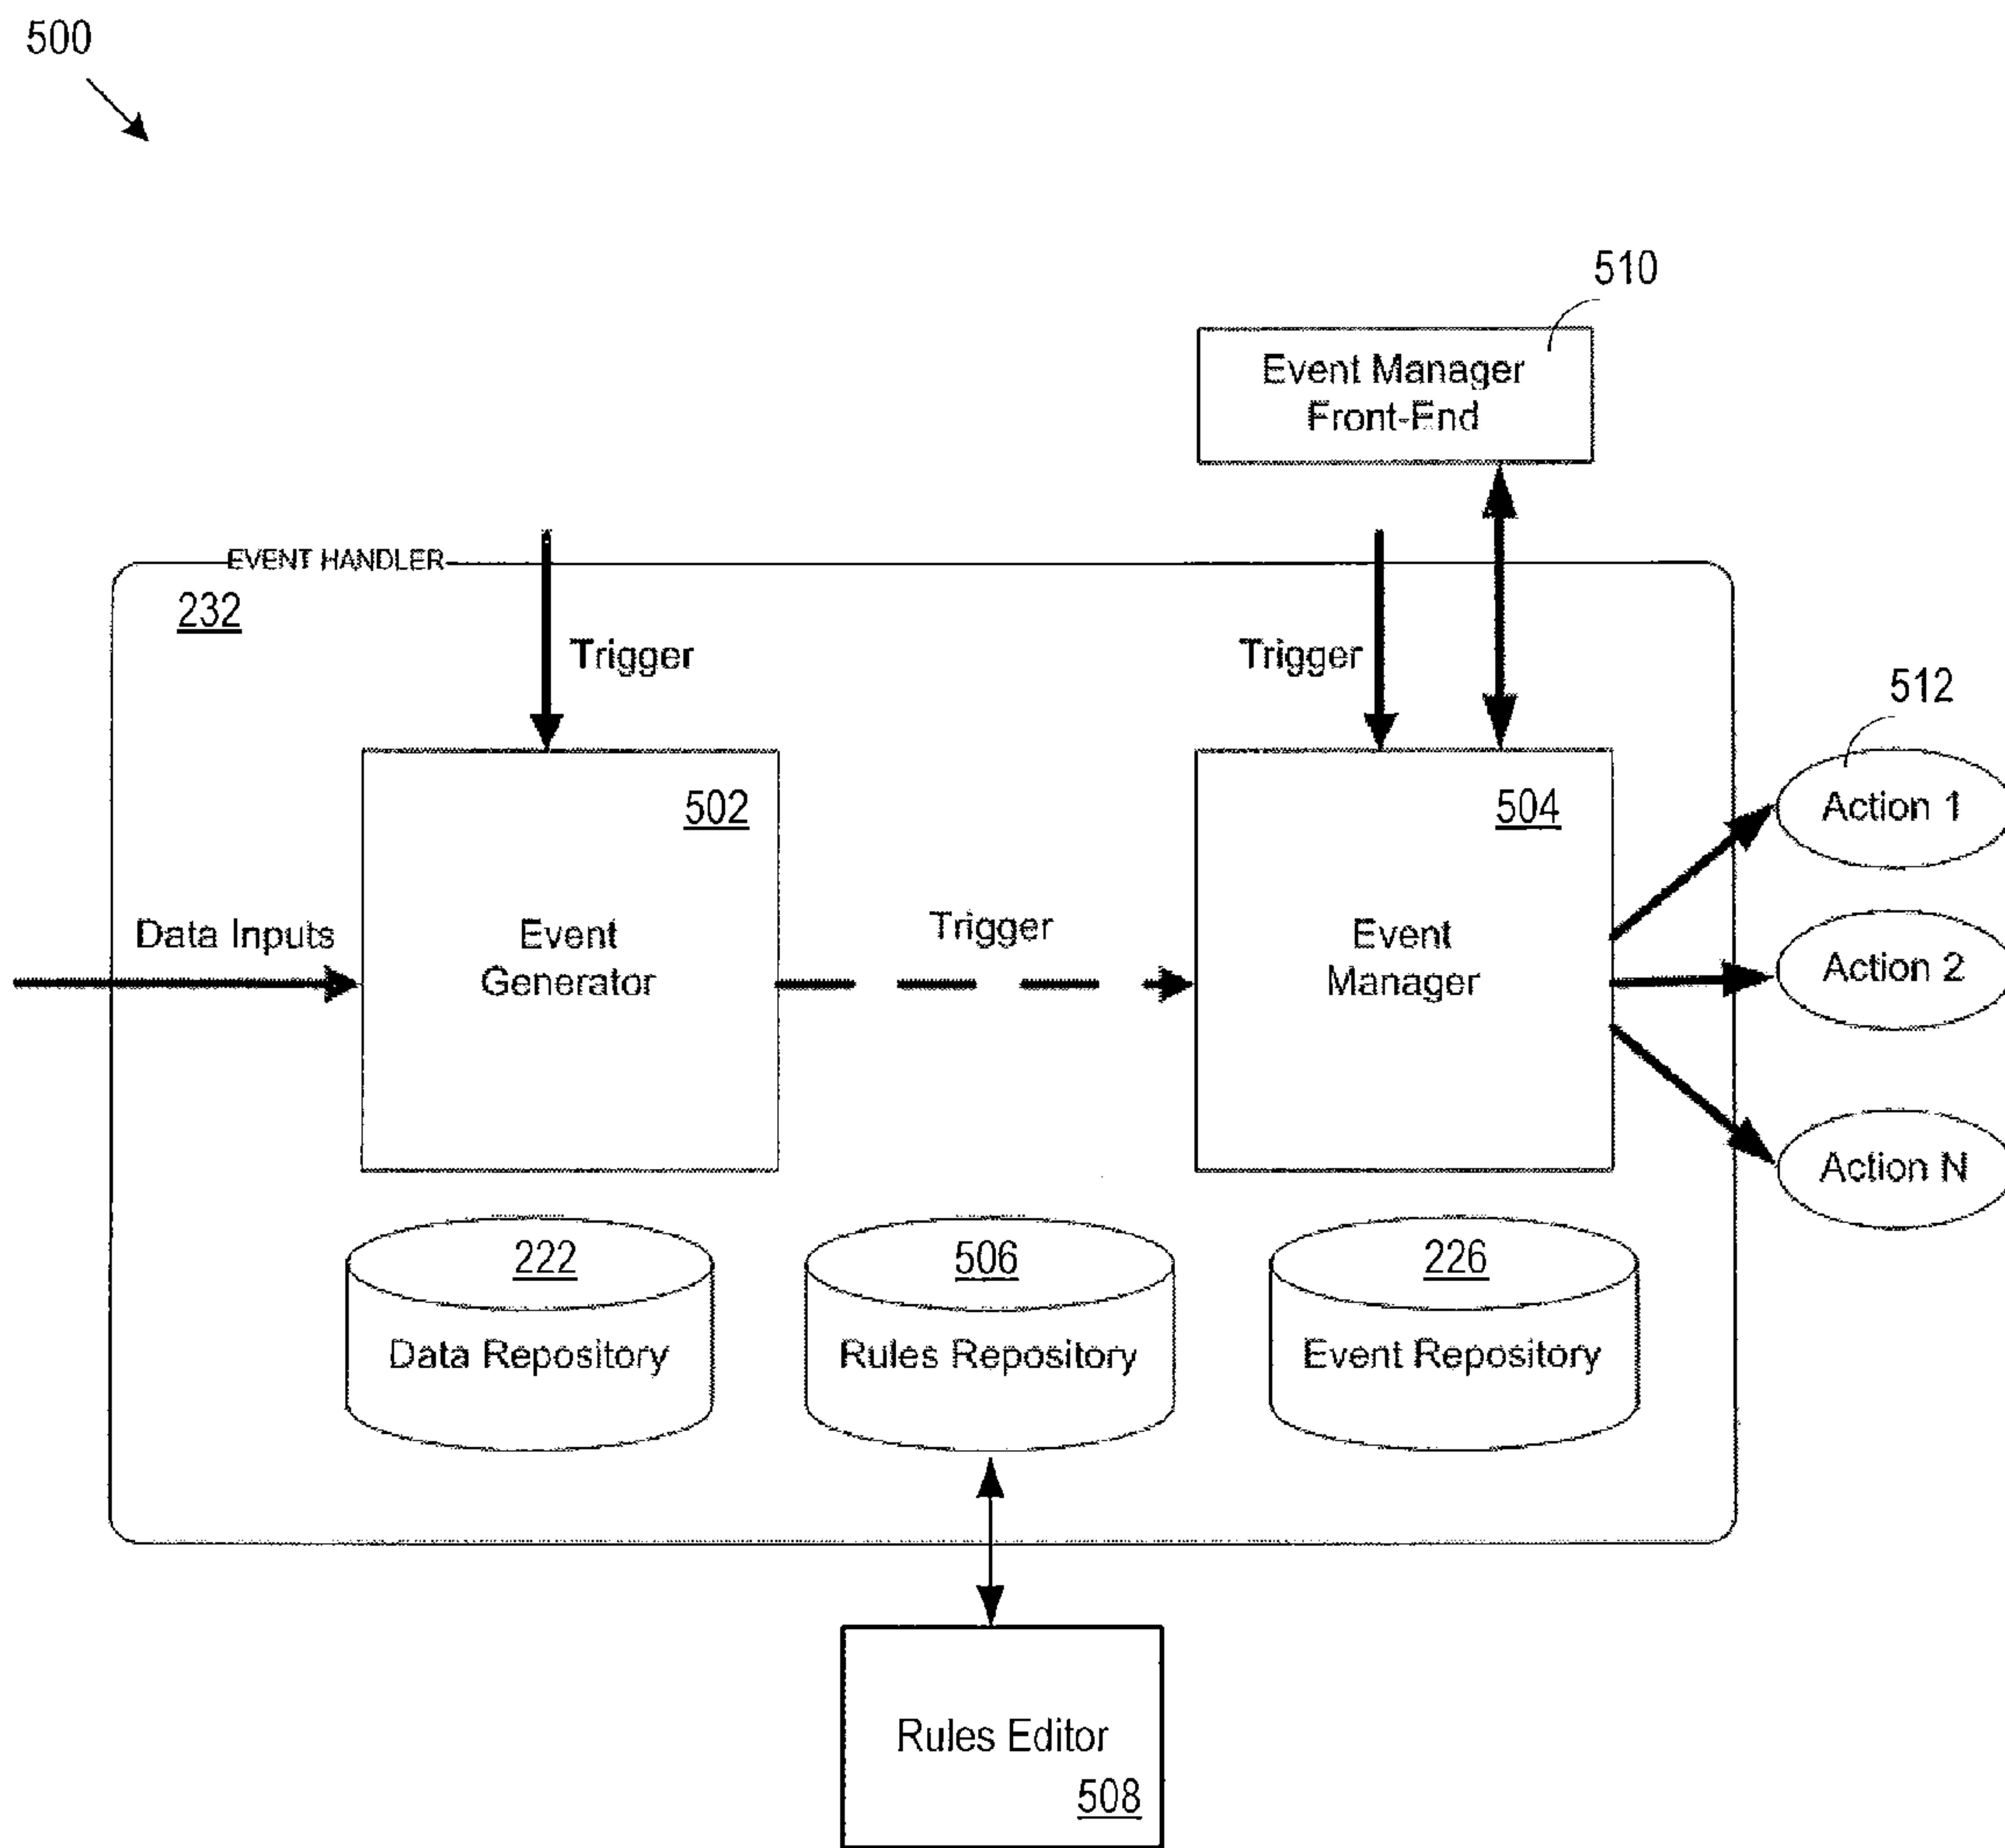 500
510
Event Manager
Front-End
EVENT HANDLER
232
Trigger
Trigger
512
502
504
Action 1
Data Inputs
Event
Generator
Trigger
Event
Manager
Action 2
Action N
222
506
226
Data Repository
Rules Repository
Event Repository
Rules Editor
508